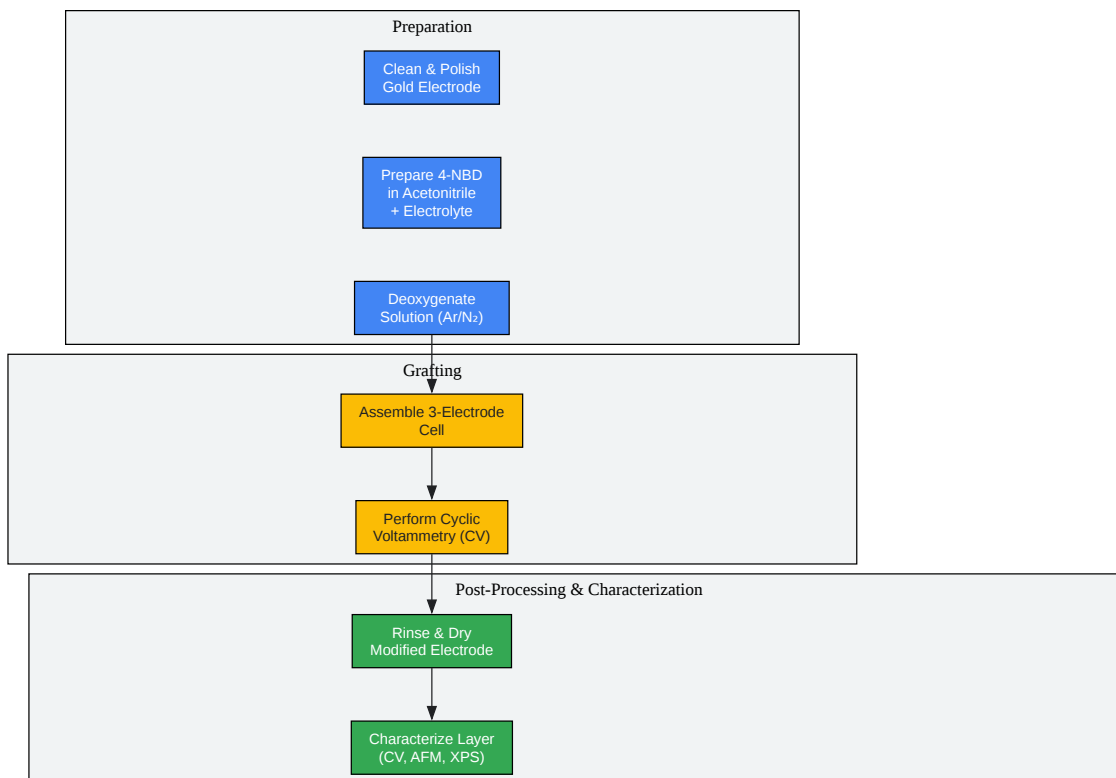 Preparation
Clean & Polish
Gold Electrode
Prepare 4-NBD
in Acetonitrile
+ Electrolyte
Deoxygenate
Solution (Ar/N₂)
Grafting
Assemble 3-Electrode
Cell
Perform Cyclic
Voltammetry (CV)
Post-Processing & Characterization
Rinse & Dry
Modified Electrode
Characterize Layer
(CV, AFM, XPS)